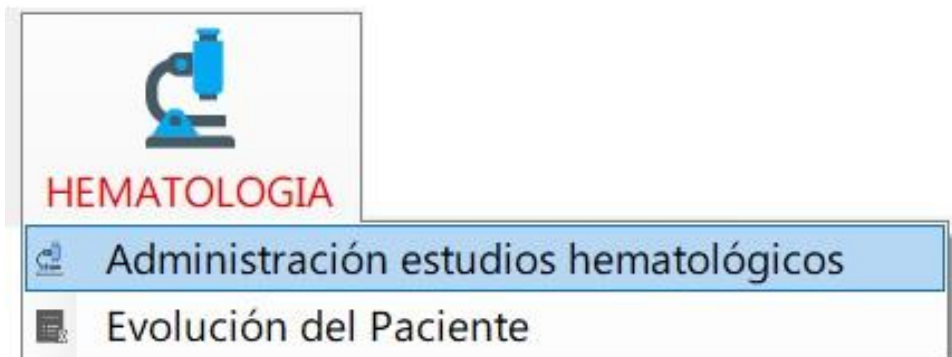 HEMATOLOGIA
Administración estudios hematológicos
Evolución del Paciente